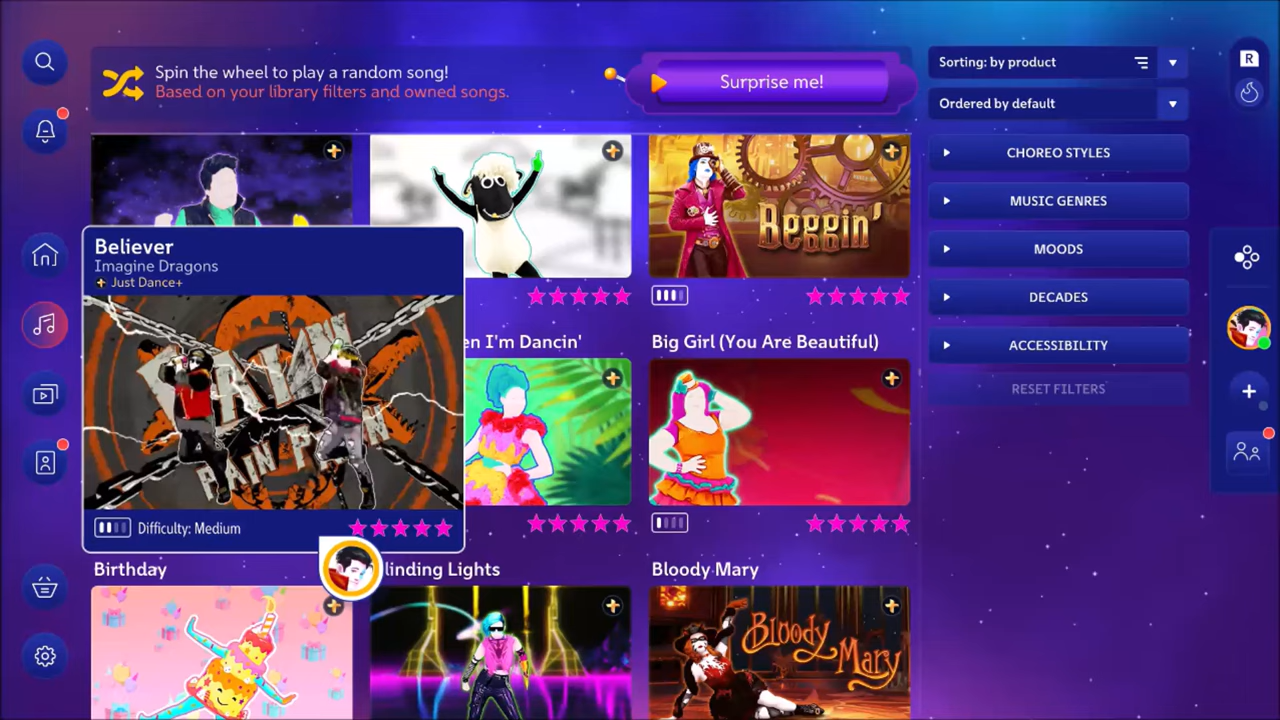 Spin the wheel to play a random song!
Based on your library filters and owned songs.
Surprise me!
Sorting: by product
Ordered by default
R
CHOREO STYLES
MUSIC GENRES
MOODS
DECADES
ACCESSIBILITY
RESET FILTERS
Beggin'
Believer
Imagine Dragons
Just Dance+
PAIN
PAIN
Difficulty: Medium
en I'm Dancin'
Big Girl (You Are Beautiful)
Birthday
linding Lights
Bloody Mary
Bloody
Mary